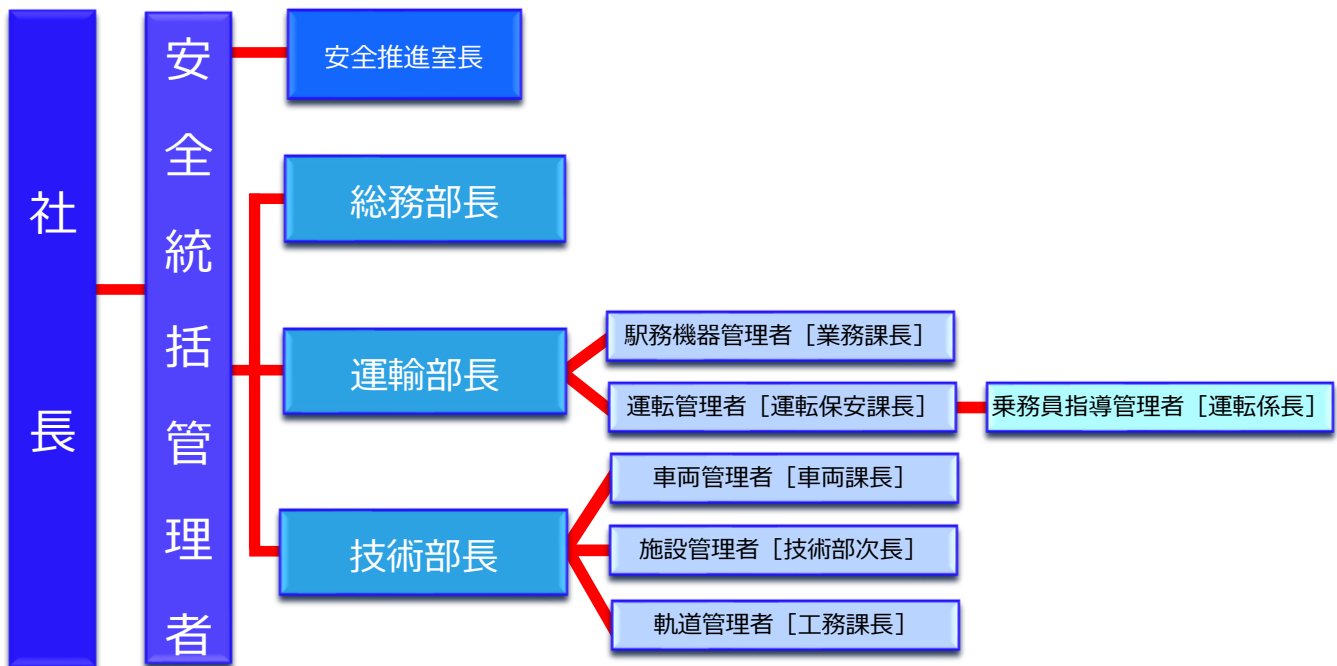 社長
安全統括管理者
安全推進室長
総務部長
運輸部長
駅務機器管理者［業務課長］
運転管理者［運転保安課長］
乗務員指導管理者［運転係長］
技術部長
車両管理者［車両課長］
施設管理者［技術部次長］
軌道管理者［工務課長］